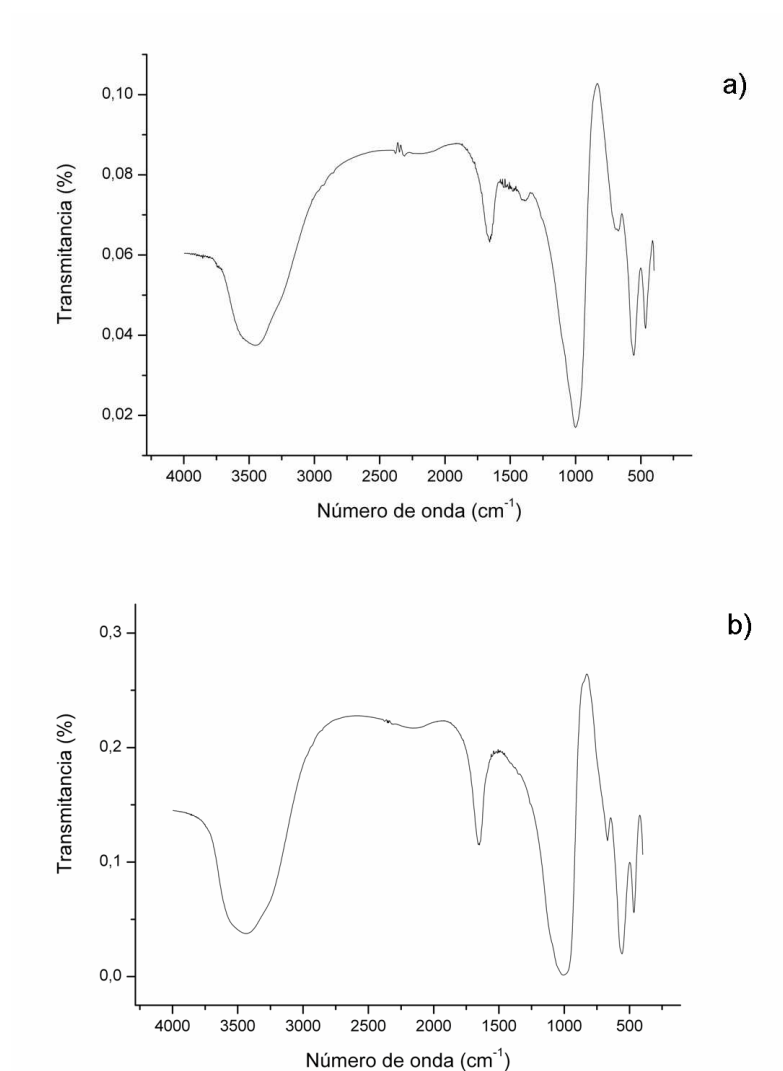 a)
0,10
0,08
0,06
0,04
0,02
Transmitancia (%)
4000 3500 3000 2500 2000 1500 1000 500
Número de onda (cm⁻¹)
b)
0,3
0,2
0,1
0,0
Transmitancia (%)
4000 3500 3000 2500 2000 1500 1000 500
Número de onda (cm⁻¹)